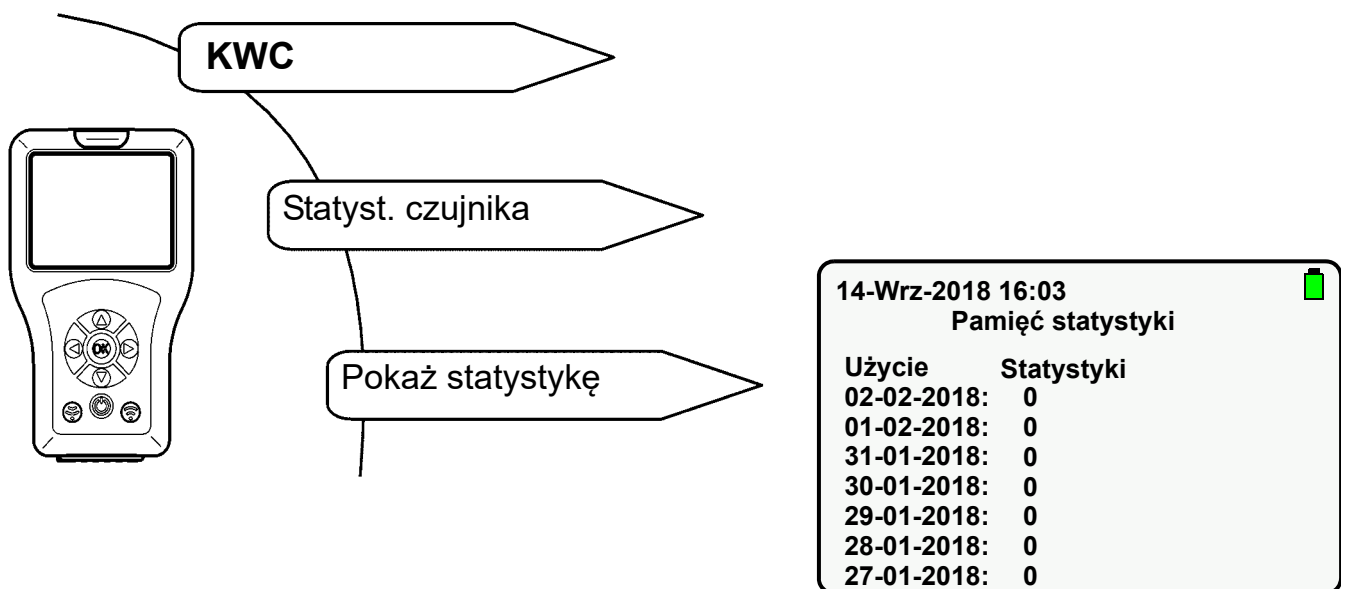 KWC
Statyst. czujnika
Pokaż statystykę
OK
14-Wrz-2018 16:03
Pamięć statystyki
Użycie Statystyki
02-02-2018: 0
01-02-2018: 0
31-01-2018: 0
30-01-2018: 0
29-01-2018: 0
28-01-2018: 0
27-01-2018: 0